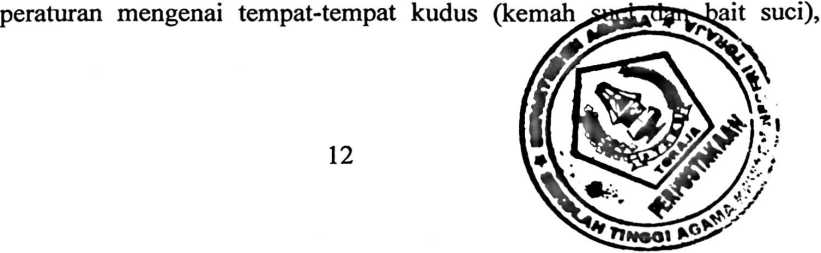 peraturan mengenai tempat-tempat kudus (kemah suci dan bait suci),
12
TORAJA
PERPUSTAKAAN
TINGGI AGAMA